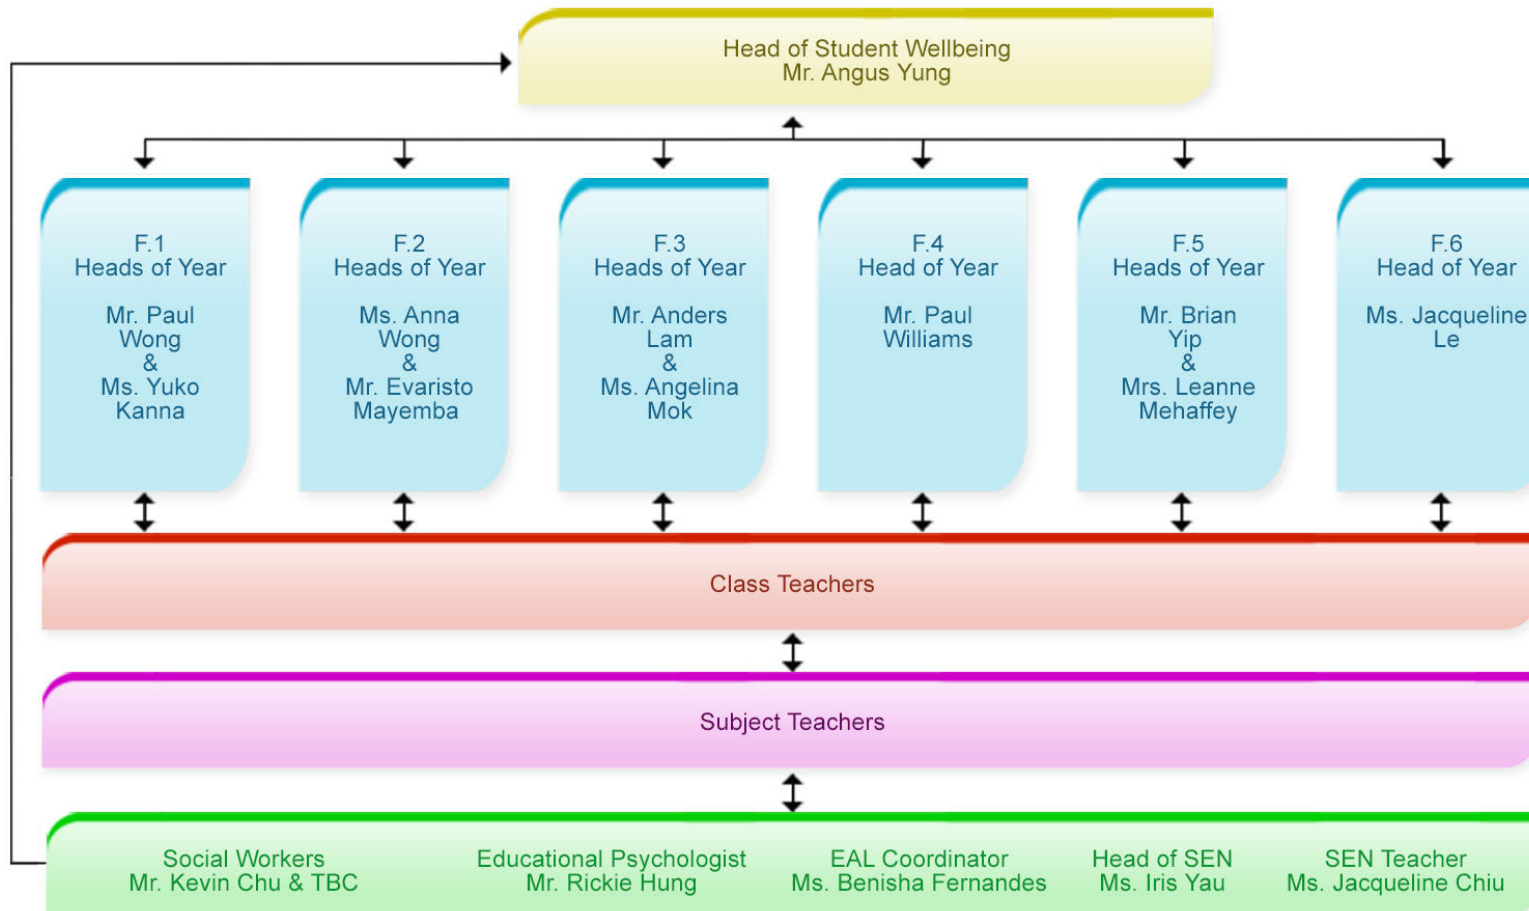 Head of Student Wellbeing
Mr. Angus Yung
F.1
Heads of Year
Mr. Paul
Wong
&
Ms. Yuko
Kanna
F.2
Heads of Year
Ms. Anna
Wong
&
Mr. Evaristo
Mayemba
F.3
Heads of Year
Mr. Anders
Lam
&
Ms. Angelina
Mok
F.4
Head of Year
Mr. Paul
Williams
F.5
Heads of Year
Mr. Brian
Yip
&
Mrs. Leanne
Mehaffey
F.6
Head of Year
Ms. Jacqueline
Le
Class Teachers
Subject Teachers
Social Workers
Mr. Kevin Chu & TBC
Educational Psychologist
Mr. Rickie Hung
EAL Coordinator
Ms. Benisha Fernandes
Head of SEN
Ms. Iris Yau
SEN Teacher
Ms. Jacqueline Chiu